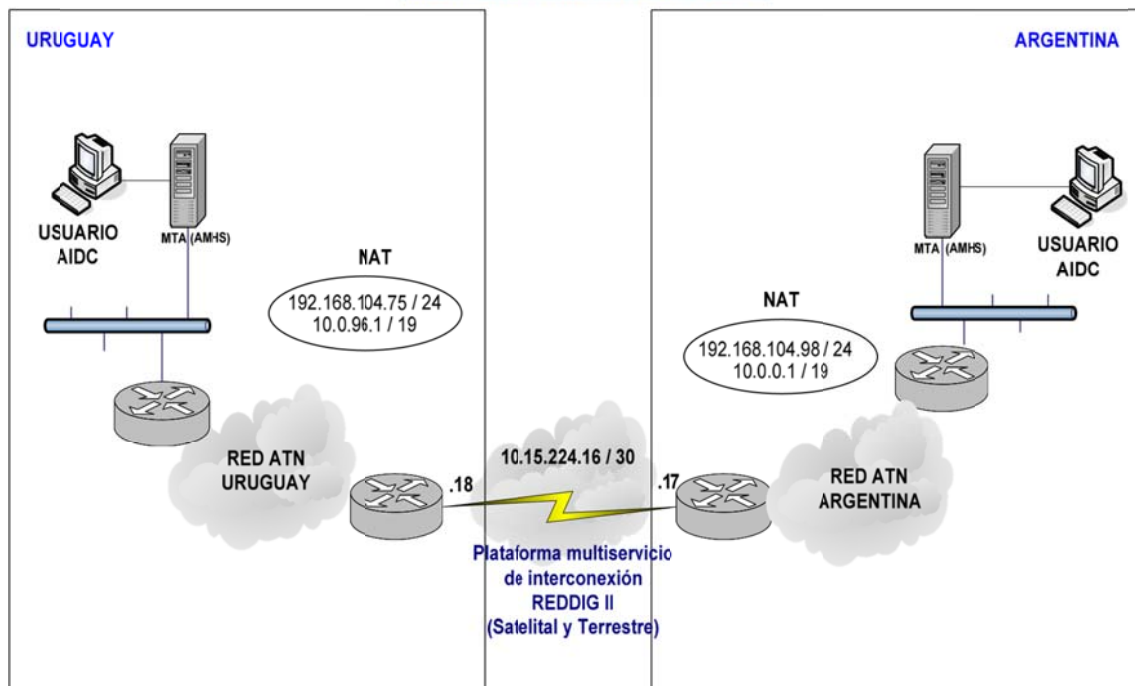 URUGUAY
USUARIO
AIDC
MTA (AMHS)
NAT
192.168.104.75 / 24
10.0.96.1 / 19
RED ATN
URUGUAY
.18
10.15.224.16 / 30
.17
Plataforma multiservicio
de interconexión
REDDIG II
(Satelital y Terrestre)
ARGENTINA
MTA (AMHS)
USUARIO
AIDC
NAT
192.168.104.98 / 24
10.0.0.1 / 19
RED ATN
ARGENTINA